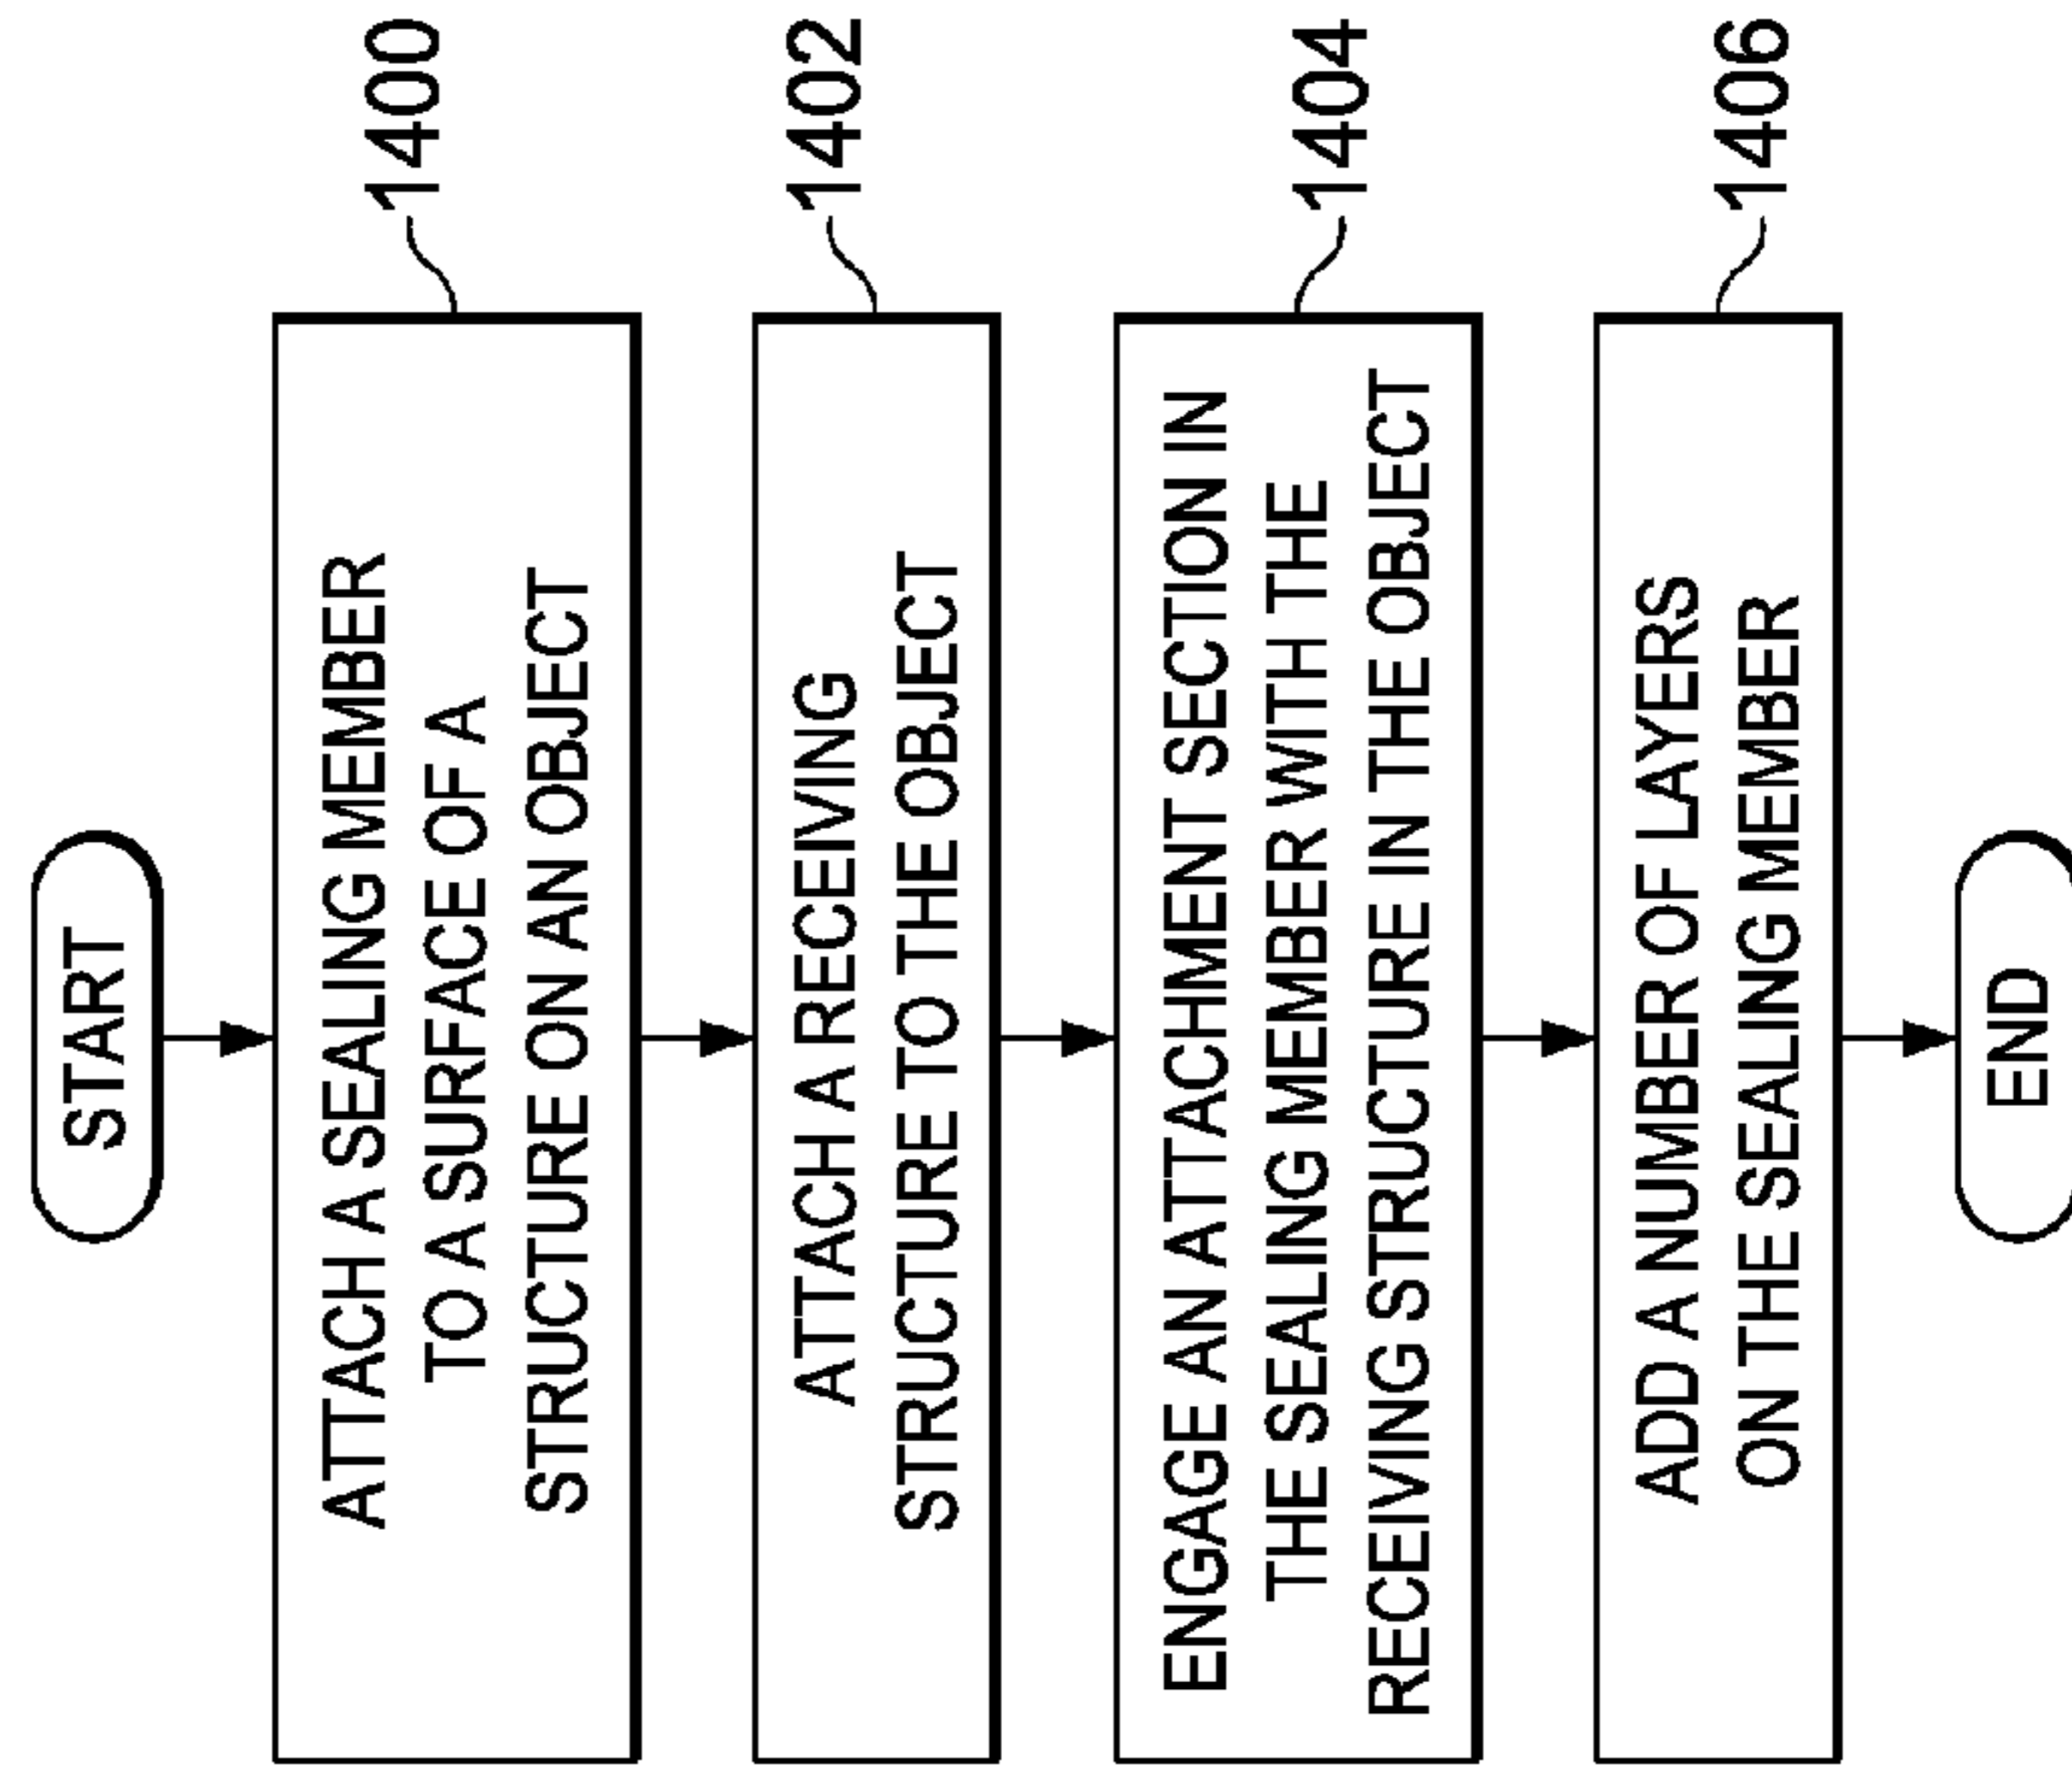 START
ATTACH A SEALING MEMBER
TO A SURFACE OF A
STRUCTURE ON AN OBJECT
1400
ATTACH A RECEIVING
STRUCTURE TO THE OBJECT
1402
ENGAGE AN ATTACHMENT SECTION IN
THE SEALING MEMBER WITH THE
RECEIVING STRUCTURE IN THE OBJECT
1404
ADD A NUMBER OF LAYERS
ON THE SEALING MEMBER
1406
END